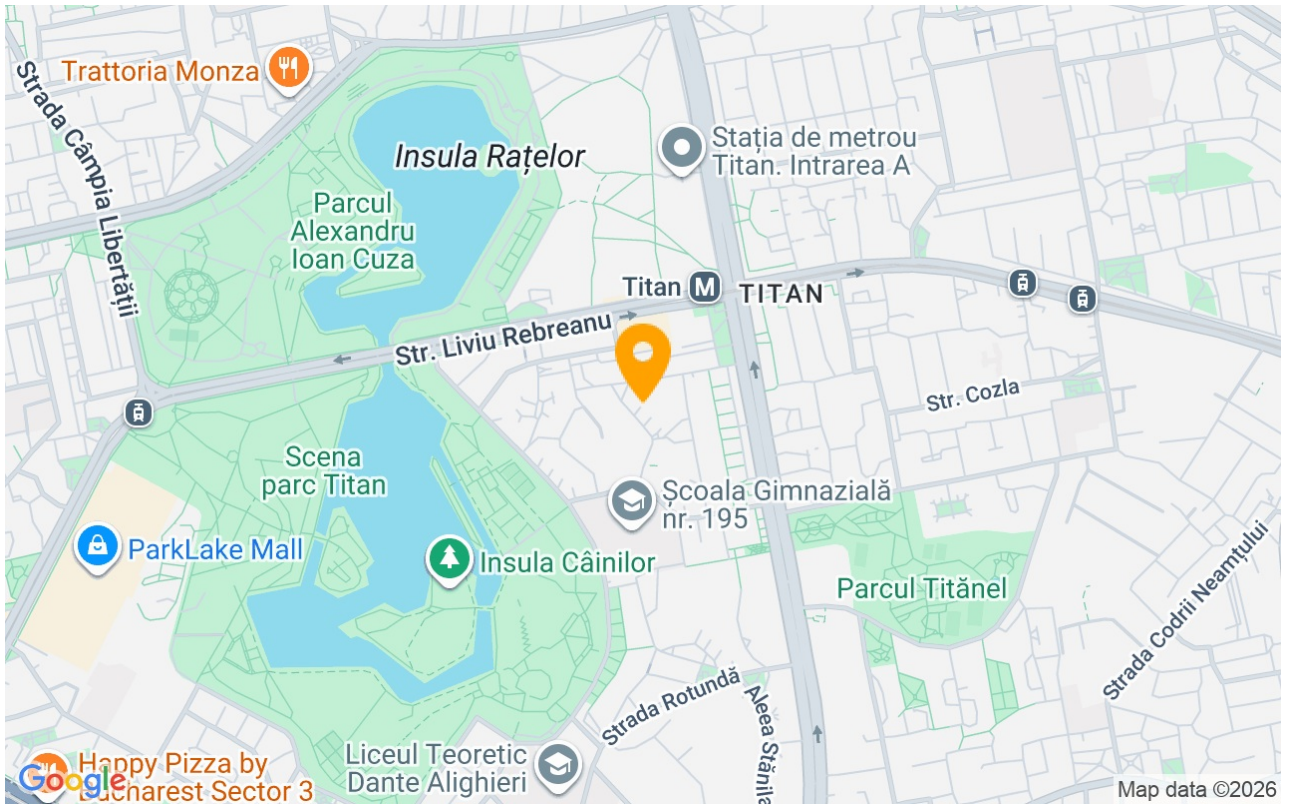 Trattoria Monza
Strada Câmpia Libertății
Insula Rațelor
Stația de metrou
Titan. Intrarea A
Parcul
Alexandru
Ioan Cuza
Titan
M
TITAN
Str. Liviu Rebreanu
Str. Cozla
Scena
parc Titan
Școala Gimnazială
nr. 195
ParkLake Mall
Insula Câinilor
Parcul Titănel
Strada Codrii Neamțului
Strada Rotundă
Aleea Stănila
Liceul Teoretic
Dante Alighieri
Happy Pizza by
Bucharest Sector 3
Google
Map data ©2026